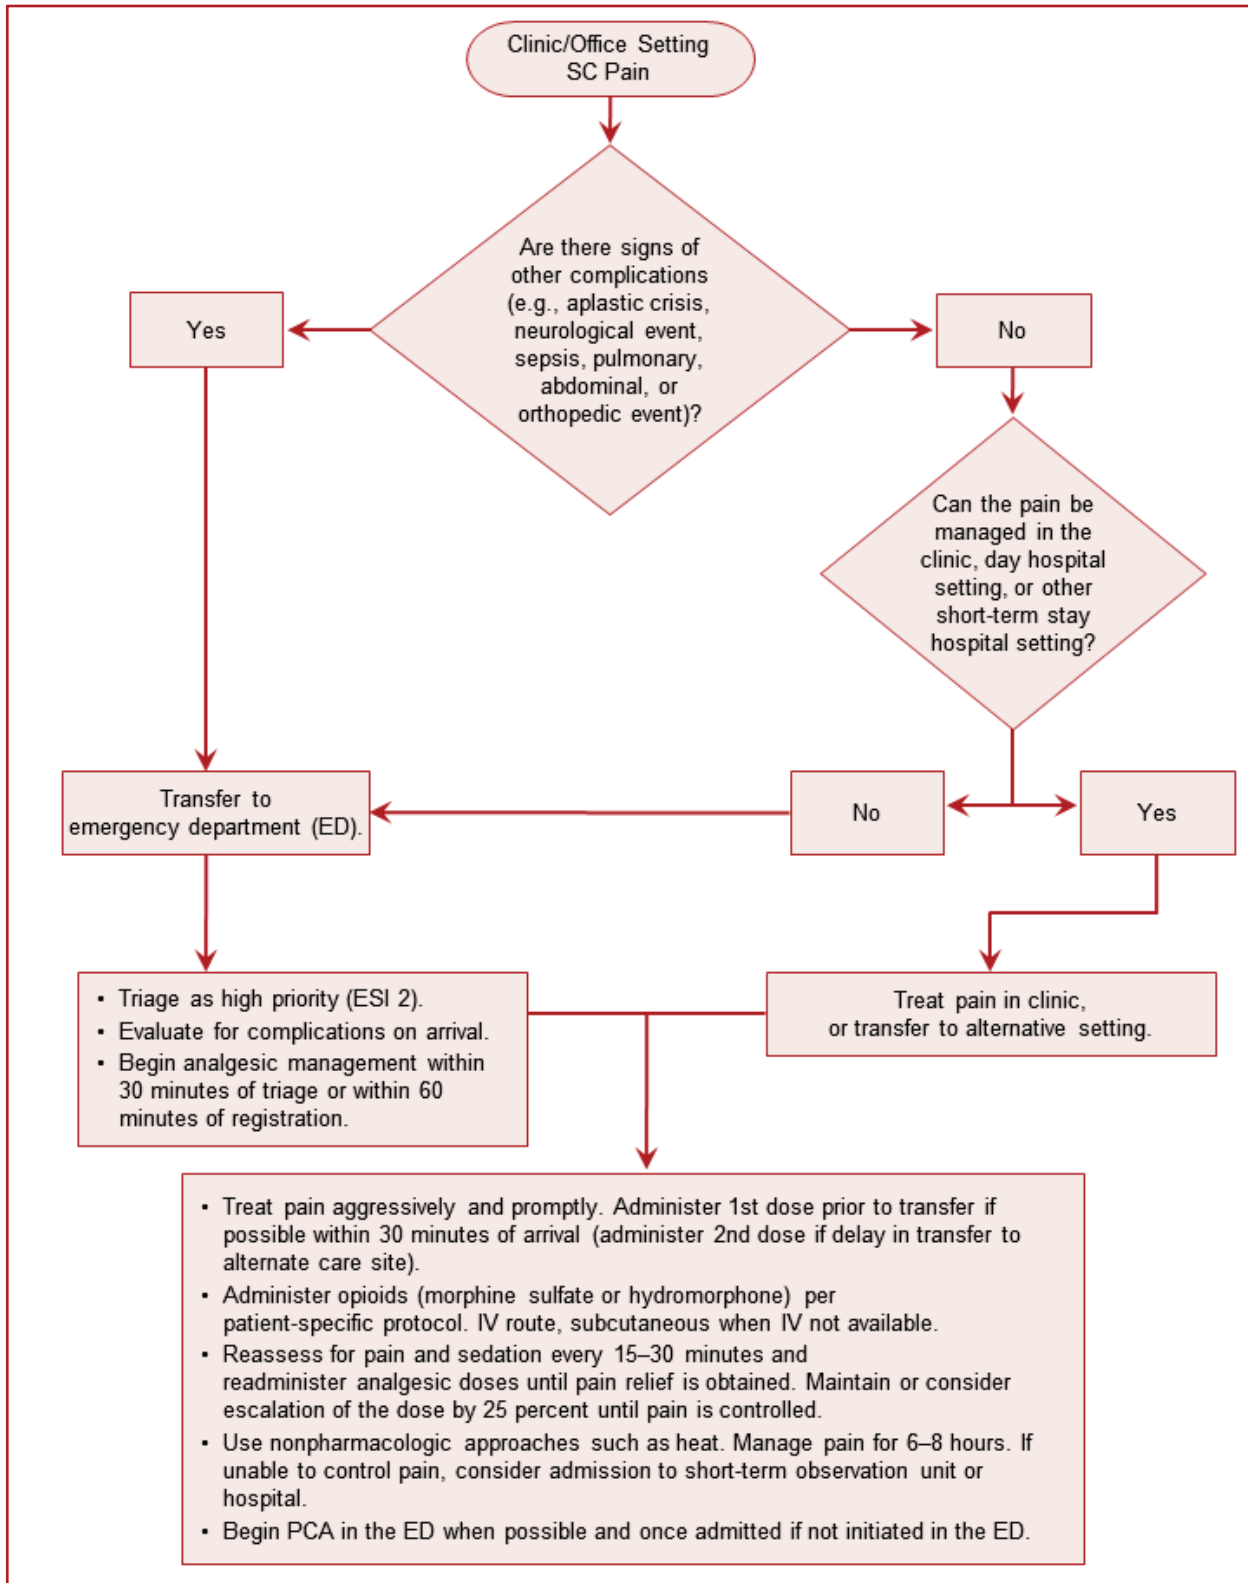 Clinic/Office Setting
SC Pain
Are there signs of
other complications
(e.g., aplastic crisis,
neurological event,
sepsis, pulmonary,
abdominal, or
orthopedic event)?
Yes
No
Can the pain be
managed in the
clinic, day hospital
setting, or other
short-term stay
hospital setting?
Transfer to
emergency department (ED).
No
Yes
• Triage as high priority (ESI 2).
• Evaluate for complications on arrival.
• Begin analgesic management within
30 minutes of triage or within 60
minutes of registration.
Treat pain in clinic,
or transfer to alternative setting.
• Treat pain aggressively and promptly. Administer 1st dose prior to transfer if
possible within 30 minutes of arrival (administer 2nd dose if delay in transfer to
alternate care site).
• Administer opioids (morphine sulfate or hydromorphone) per
patient-specific protocol. IV route, subcutaneous when IV not available.
• Reassess for pain and sedation every 15–30 minutes and
readminister analgesic doses until pain relief is obtained. Maintain or consider
escalation of the dose by 25 percent until pain is controlled.
• Use nonpharmacologic approaches such as heat. Manage pain for 6–8 hours. If
unable to control pain, consider admission to short-term observation unit or
hospital.
• Begin PCA in the ED when possible and once admitted if not initiated in the ED.